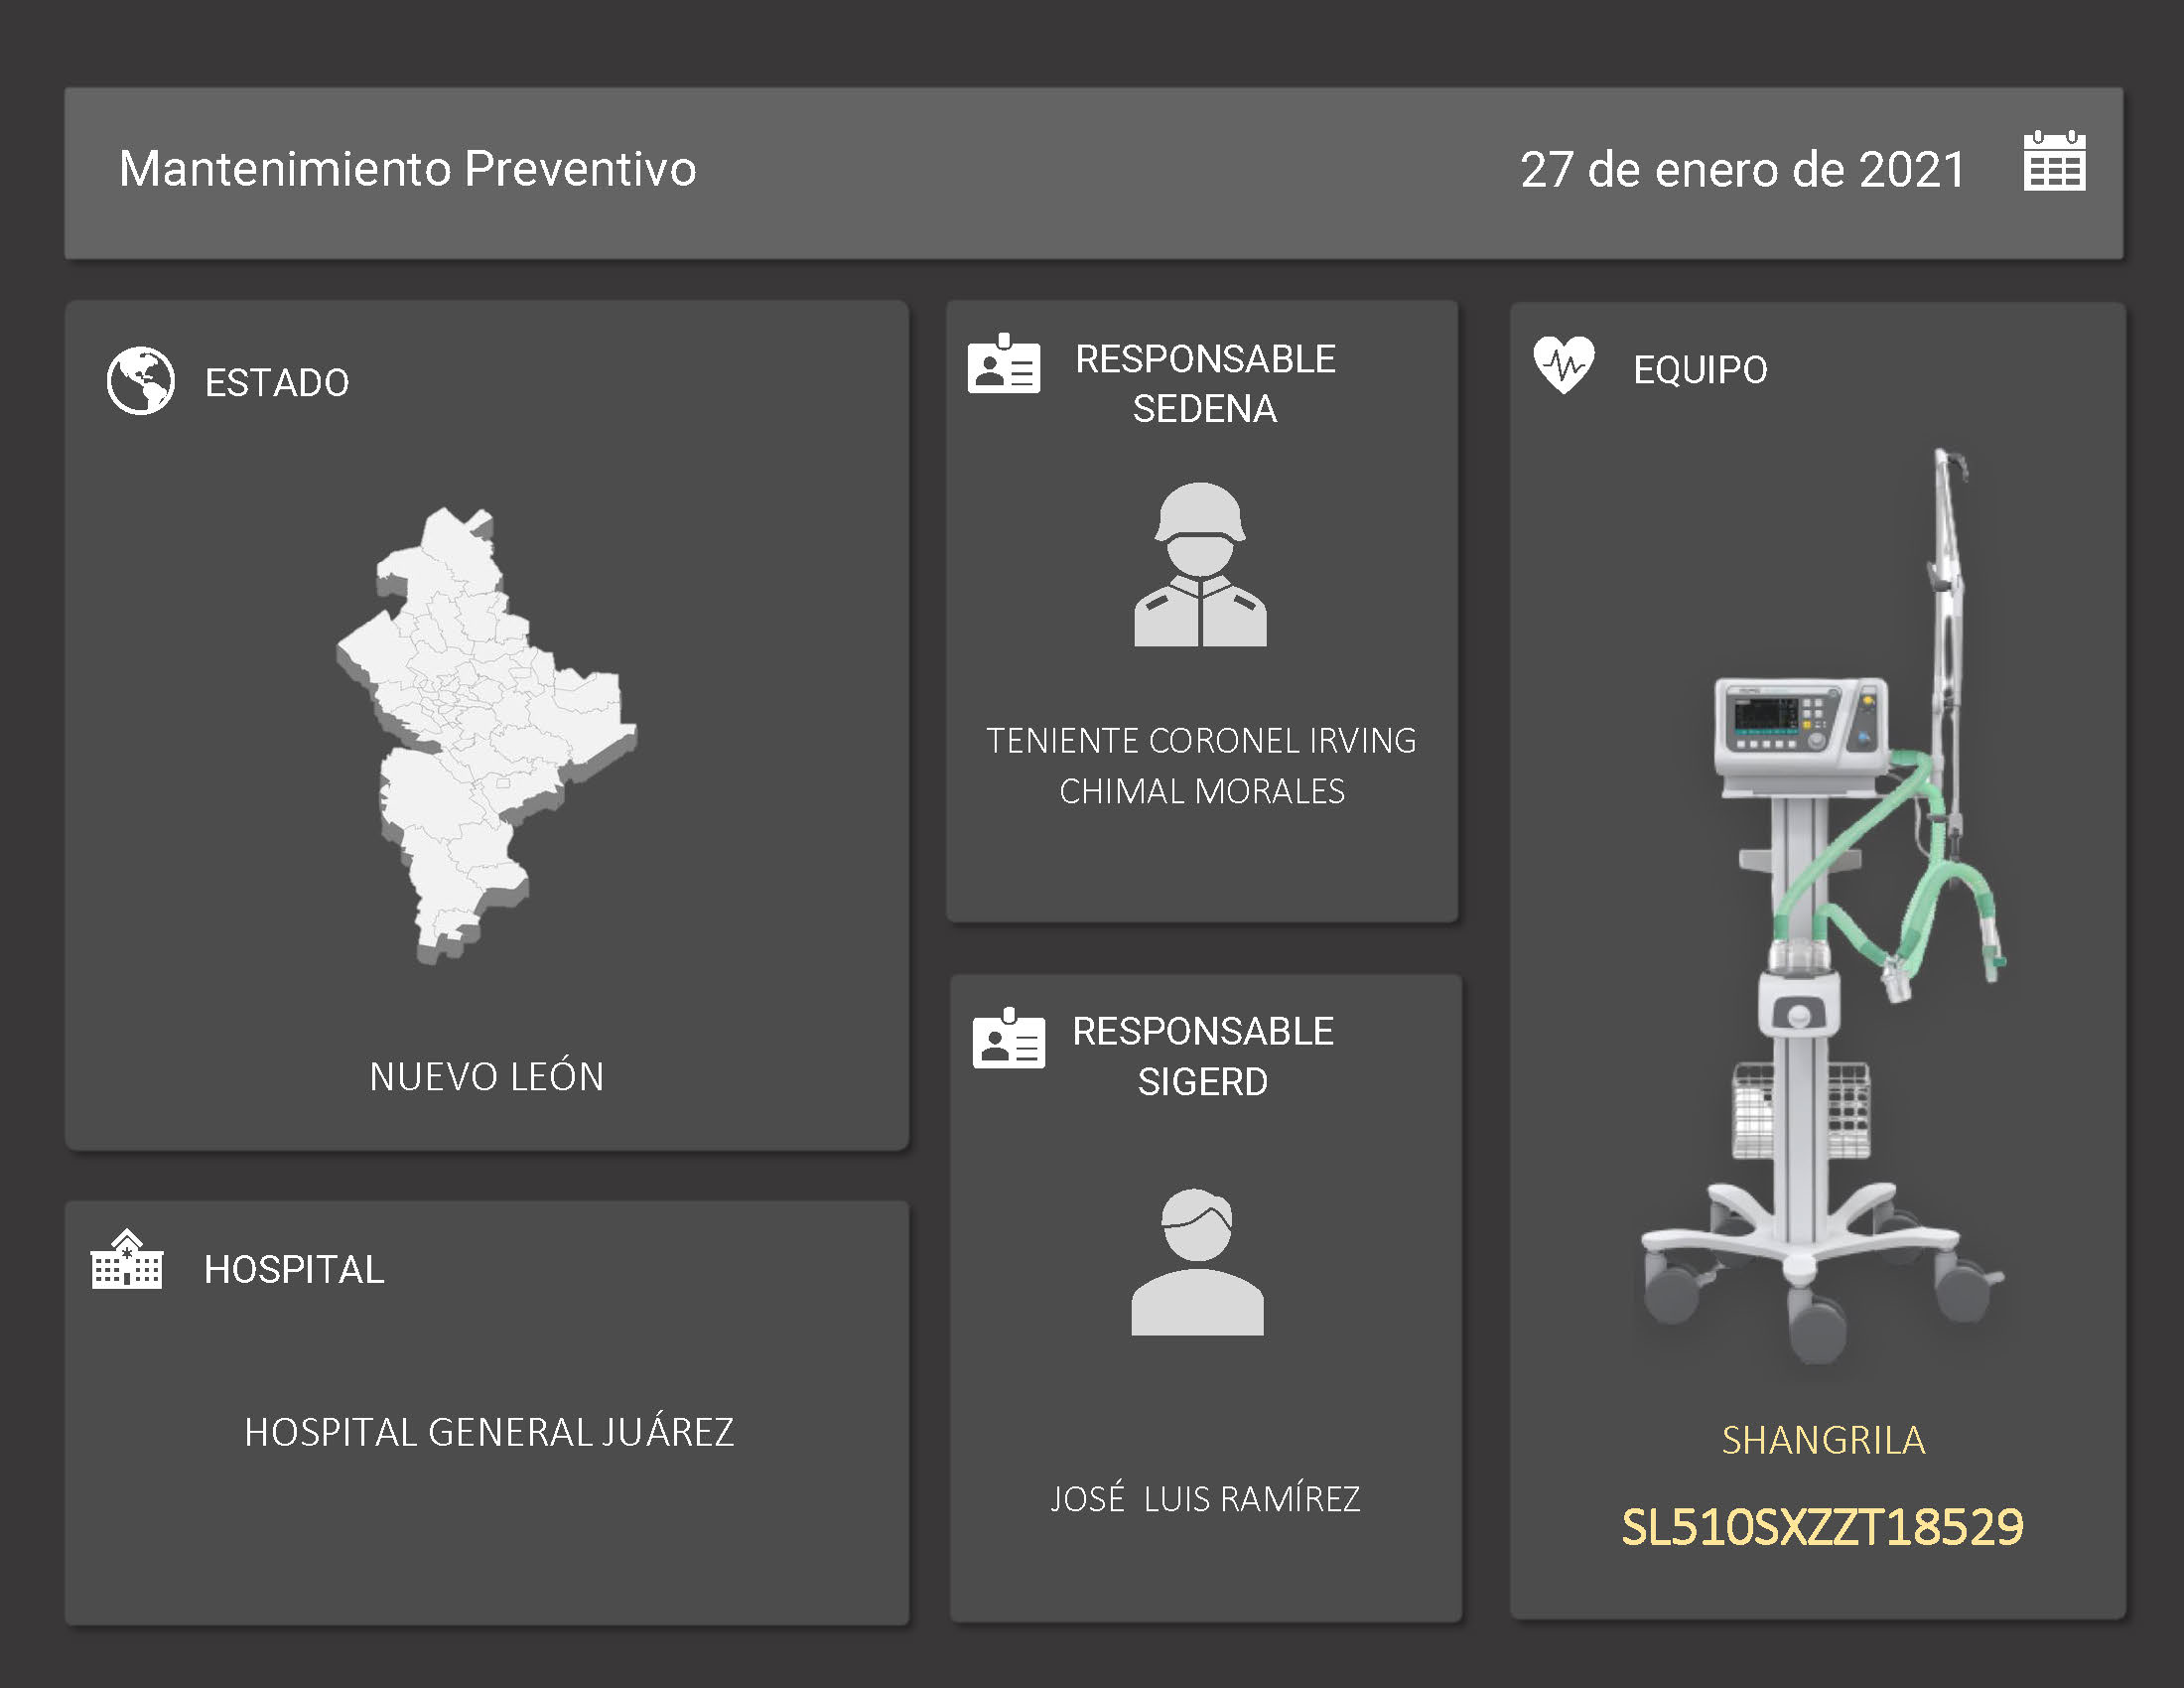 Mantenimiento Preventivo
27 de enero de 2021
ESTADO
NUEVO LEÓN
HOSPITAL
HOSPITAL GENERAL JUÁREZ
RESPONSABLE
SEDENA
TENIENTE CORONEL IRVING
CHIMAL MORALES
RESPONSABLE
SIGERD
JOSÉ LUIS RAMÍREZ
EQUIPO
SHANGRILA
SL510SXZZT18529